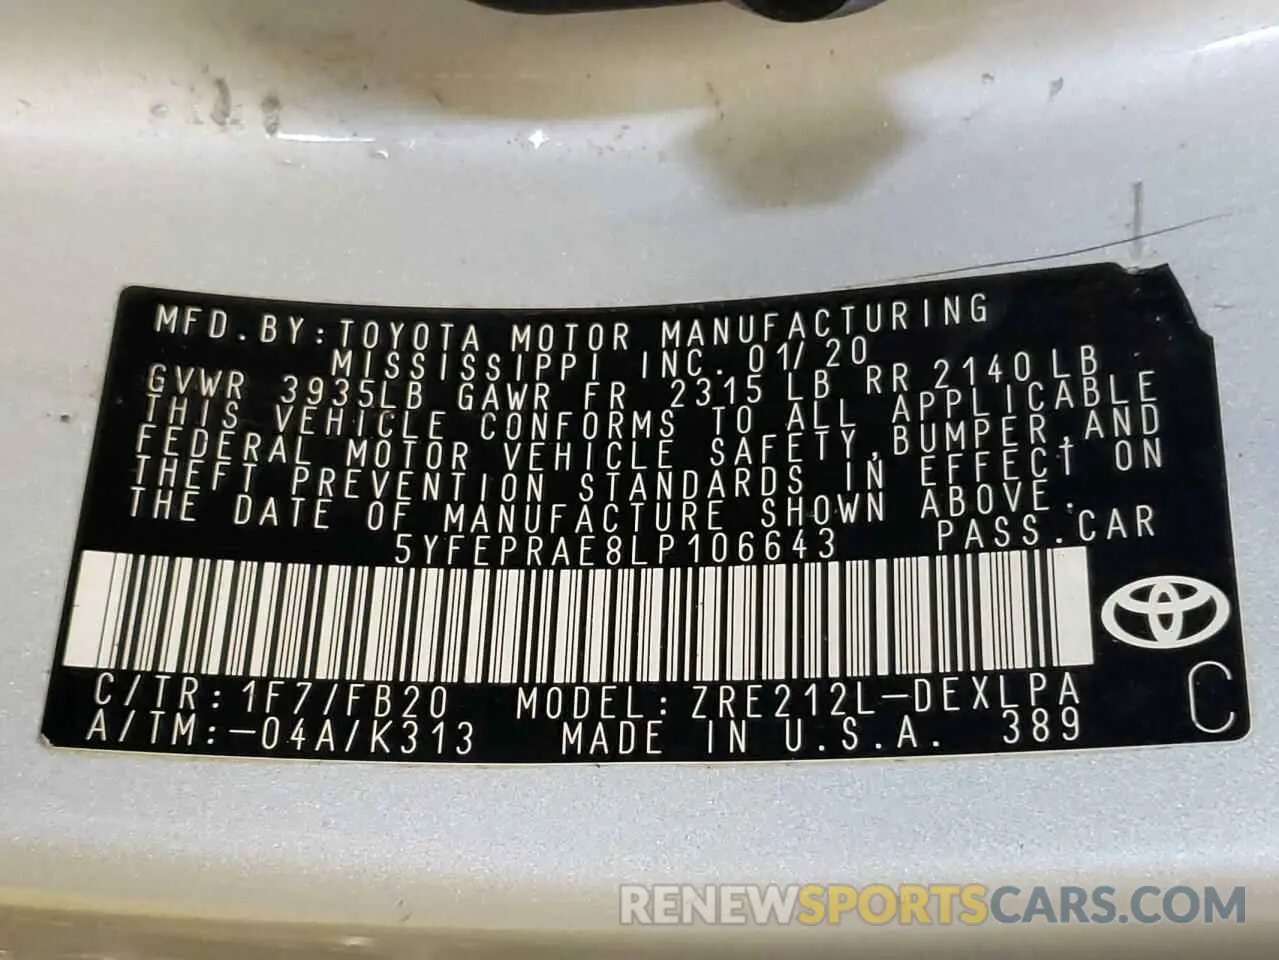 MFD.BY:TOYOTA MOTOR MANUFACTURING
MISSISSIPPI INC. 01/20
GVWR 3935LB GAWR FR 2315LB RR 2140LB
THIS VEHICLE CONFORMS TO ALL APPLICABLE
FEDERAL MOTOR VEHICLE SAFETY,BUMPER,AND
THEFT PREVENTION STANDARDS IN EFFECT ON
THE DATE OF MANUFACTURE SHOWN ABOVE.
5YFEPRAE8LP106643 PASS.CAR
C/TR:1F7/FB20 MODEL:ZRE212L-DEXLPA
A/TM:-04A/K313 MADE IN U.S.A. 389
C
RENEWSPORTSCARS.COM